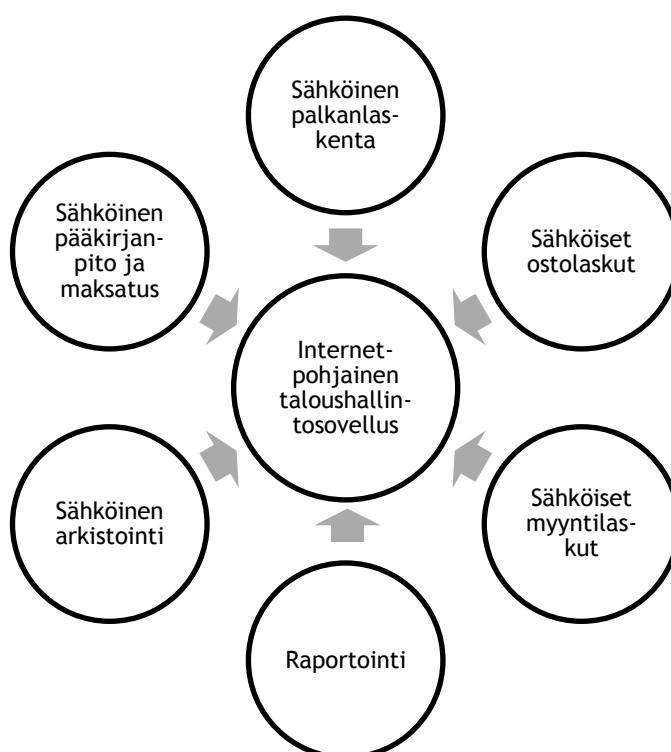 Sähköinen
palkanlas-
kenta
Sähköinen
pääkirjan-
pito ja
maksatus
Sähköiset
ostolaskut
Internet-
pohjainen
taloushallin-
tosovellus
Sähköinen
arkistointi
Sähköiset
myyntilas-
kut
Raportointi